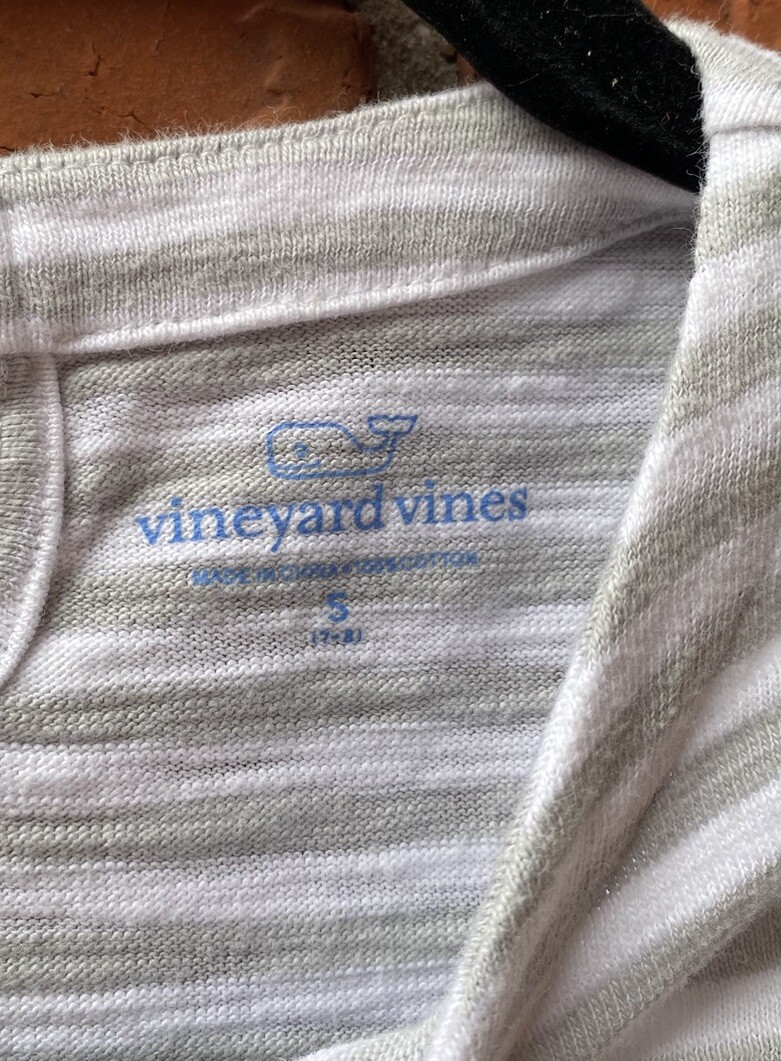 vineyard vines
MADE IN CHINA • 100% COTTON
S
(7-8)